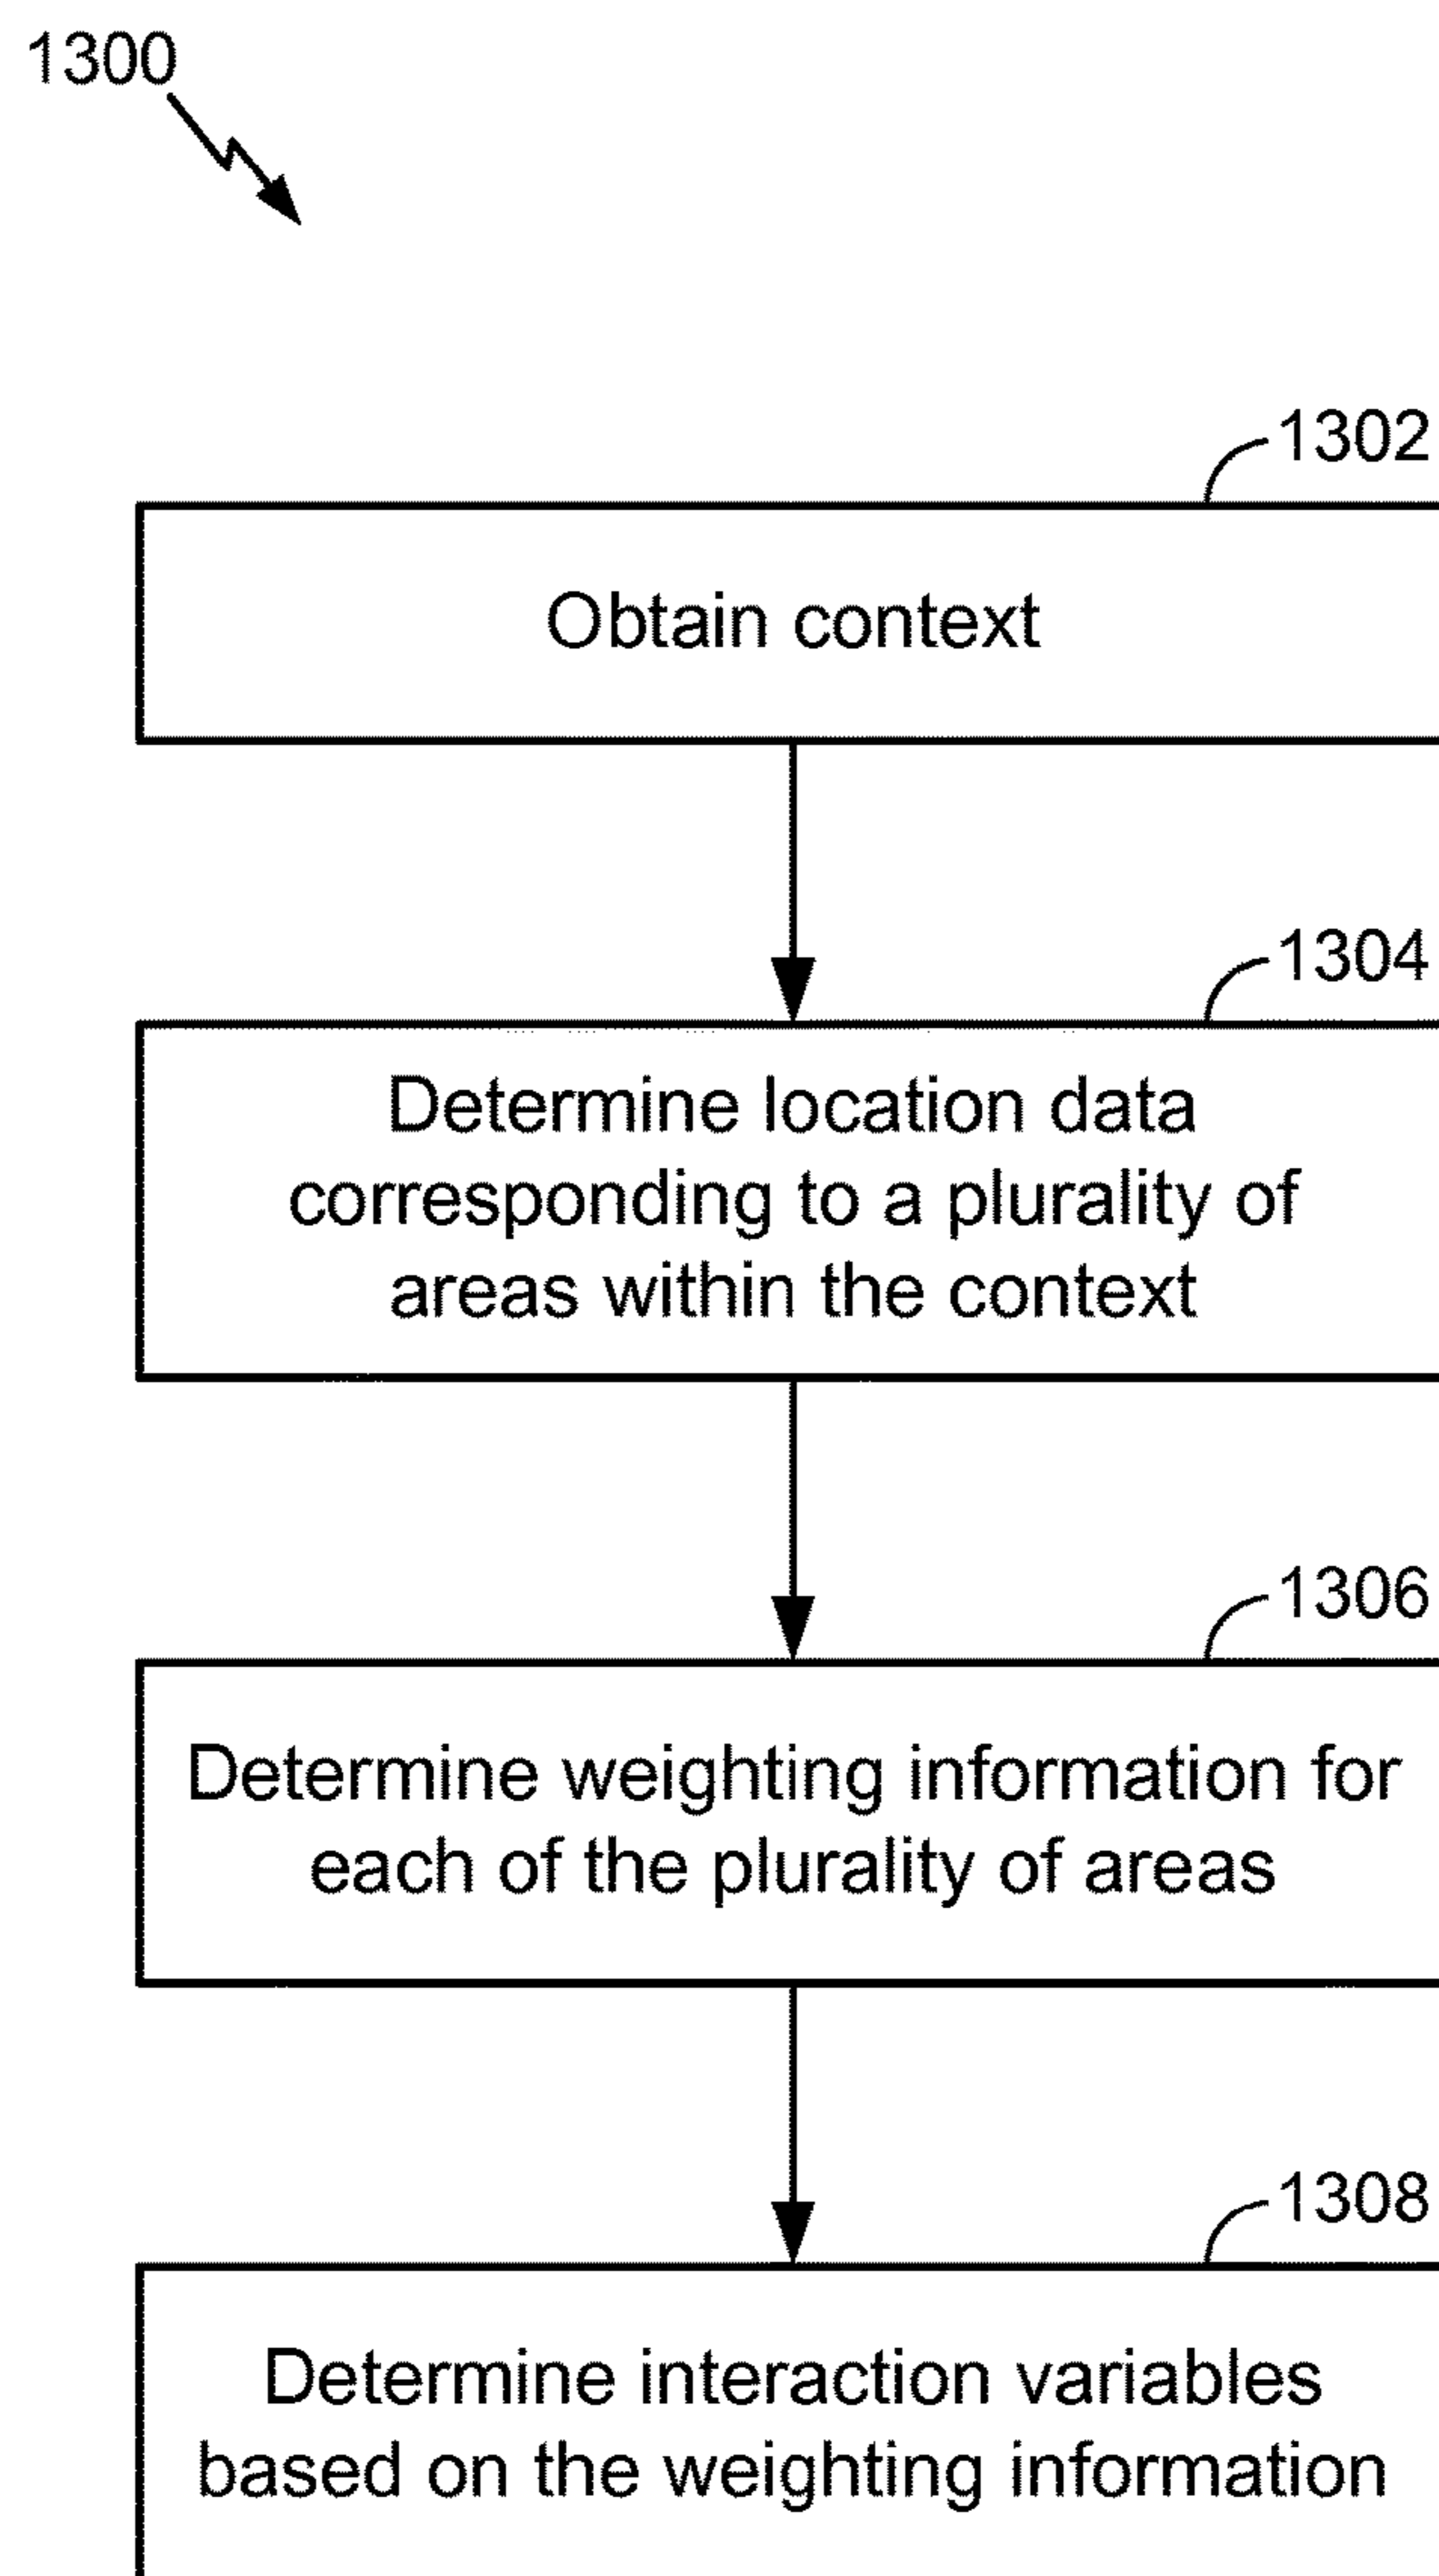 1300
1302
Obtain context
1304
Determine location data
corresponding to a plurality of
areas within the context
1306
Determine weighting information for
each of the plurality of areas
1308
Determine interaction variables
based on the weighting information